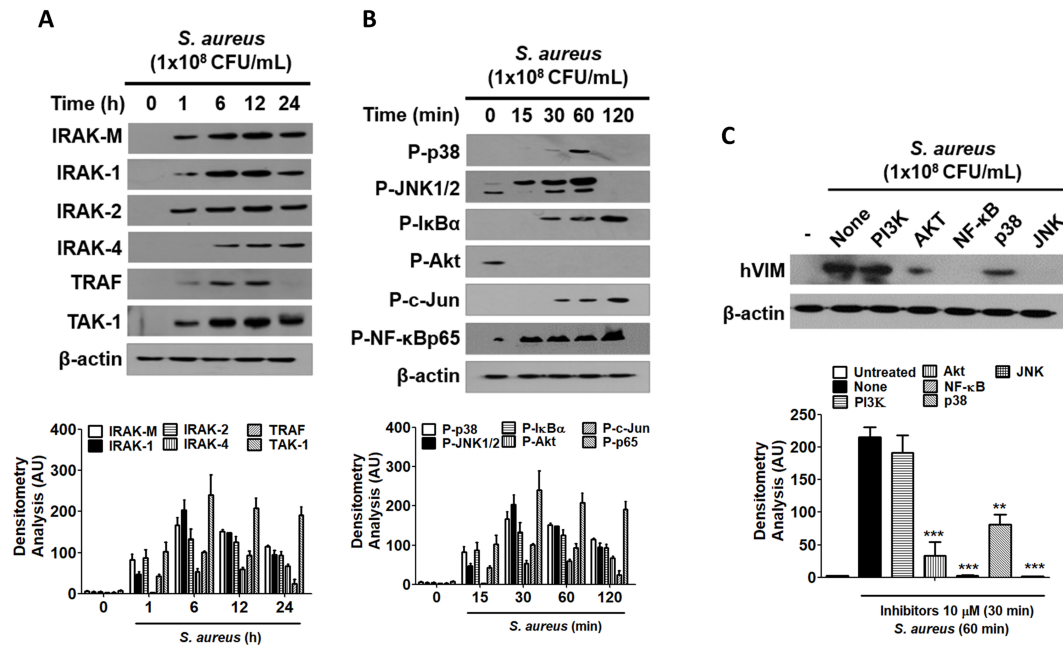 A
S. aureus
(1x10⁸ CFU/mL)
Time (h) 0 1 6 12 24
IRAK-M
IRAK-1
IRAK-2
IRAK-4
TRAF
TAK-1
β-actin
IRAK-M IRAK-2 TRAF
IRAK-1 IRAK-4 TAK-1
Densitometry
Analysis (AU)
400
300
200
100
0
0 1 6 12 24
S. aureus (h)
B
S. aureus
(1x10⁸ CFU/mL)
Time (min) 0 15 30 60 120
P-p38
P-JNK1/2
P-IκBα
P-Akt
P-c-Jun
P-NF-κBp65
β-actin
P-p38 P-IκBα P-c-Jun
P-JNK1/2 P-Akt P-p65
Densitometry
Analysis (AU)
400
300
200
100
0
0 15 30 60 120
S. aureus (min)
C
S. aureus
(1x10⁸ CFU/mL)
- None PI3K AKT NF-κB p38 JNK
hVIM
β-actin
Untreated Akt JNK
None NF-κB
PI3K p38
Densitometry
Analysis (AU)
250
200
150
100
50
0
*** *** ** ***
Inhibitors 10 μM (30 min)
S. aureus (60 min)